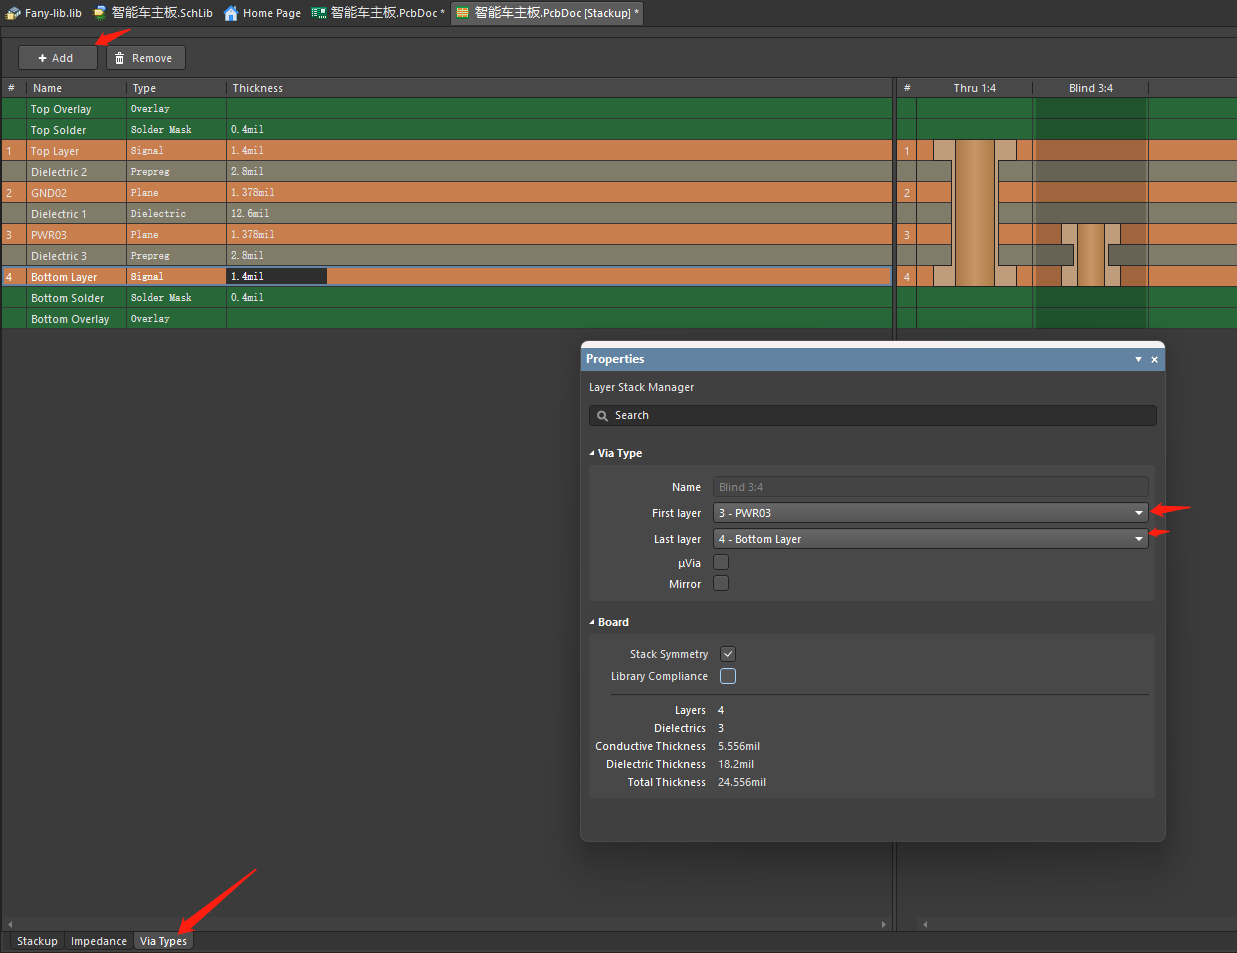 Fany-lib.lib 智能车主板.SchLib Home Page 智能车主板.PcbDoc * 智能车主板.PcbDoc [Stackup] *
+ Add Remove
# Name Type Thickness # Thru 1:4 Blind 3:4
Top Overlay Overlay
Top Solder Solder Mask 0.4mil
1 Top Layer Signal 1.4mil 1
Dielectric 2 Prepreg 2.8mil
2 GND02 Plane 1.378mil 2
Dielectric 1 Dielectric 12.6mil
3 PWR03 Plane 1.378mil 3
Dielectric 3 Prepreg 2.8mil
4 Bottom Layer Signal 1.4mil 4
Bottom Solder Solder Mask 0.4mil
Bottom Overlay Overlay
Properties
Layer Stack Manager
Search
Via Type
Name Blind 3:4
First layer 3 - PWR03
Last layer 4 - Bottom Layer
µVia
Mirror
Board
Stack Symmetry
Library Compliance
Layers 4
Dielectrics 3
Conductive Thickness 5.556mil
Dielectric Thickness 18.2mil
Total Thickness 24.556mil
Stackup Impedance Via Types